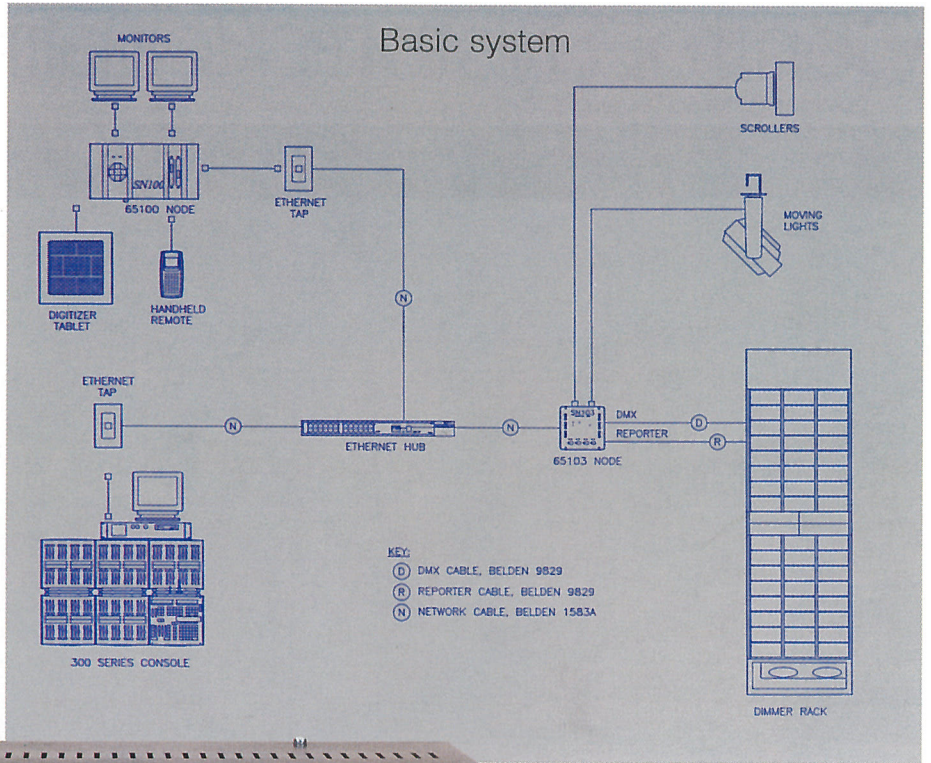 Basic system
MONITORS
SN100
65100 NODE
ETHERNET
TAP
DIGITIZER
TABLET
HANDHELD
REMOTE
SCROLLERS
MOVING
LIGHTS
ETHERNET
TAP
N
N
ETHERNET HUB
N
SN103
65103 NODE
DMX
D
REPORTER
R
300 SERIES CONSOLE
KEY:
D DMX CABLE, BELDEN 9829
R REPORTER CABLE, BELDEN 9829
N NETWORK CABLE, BELDEN 1583A
DIMMER RACK